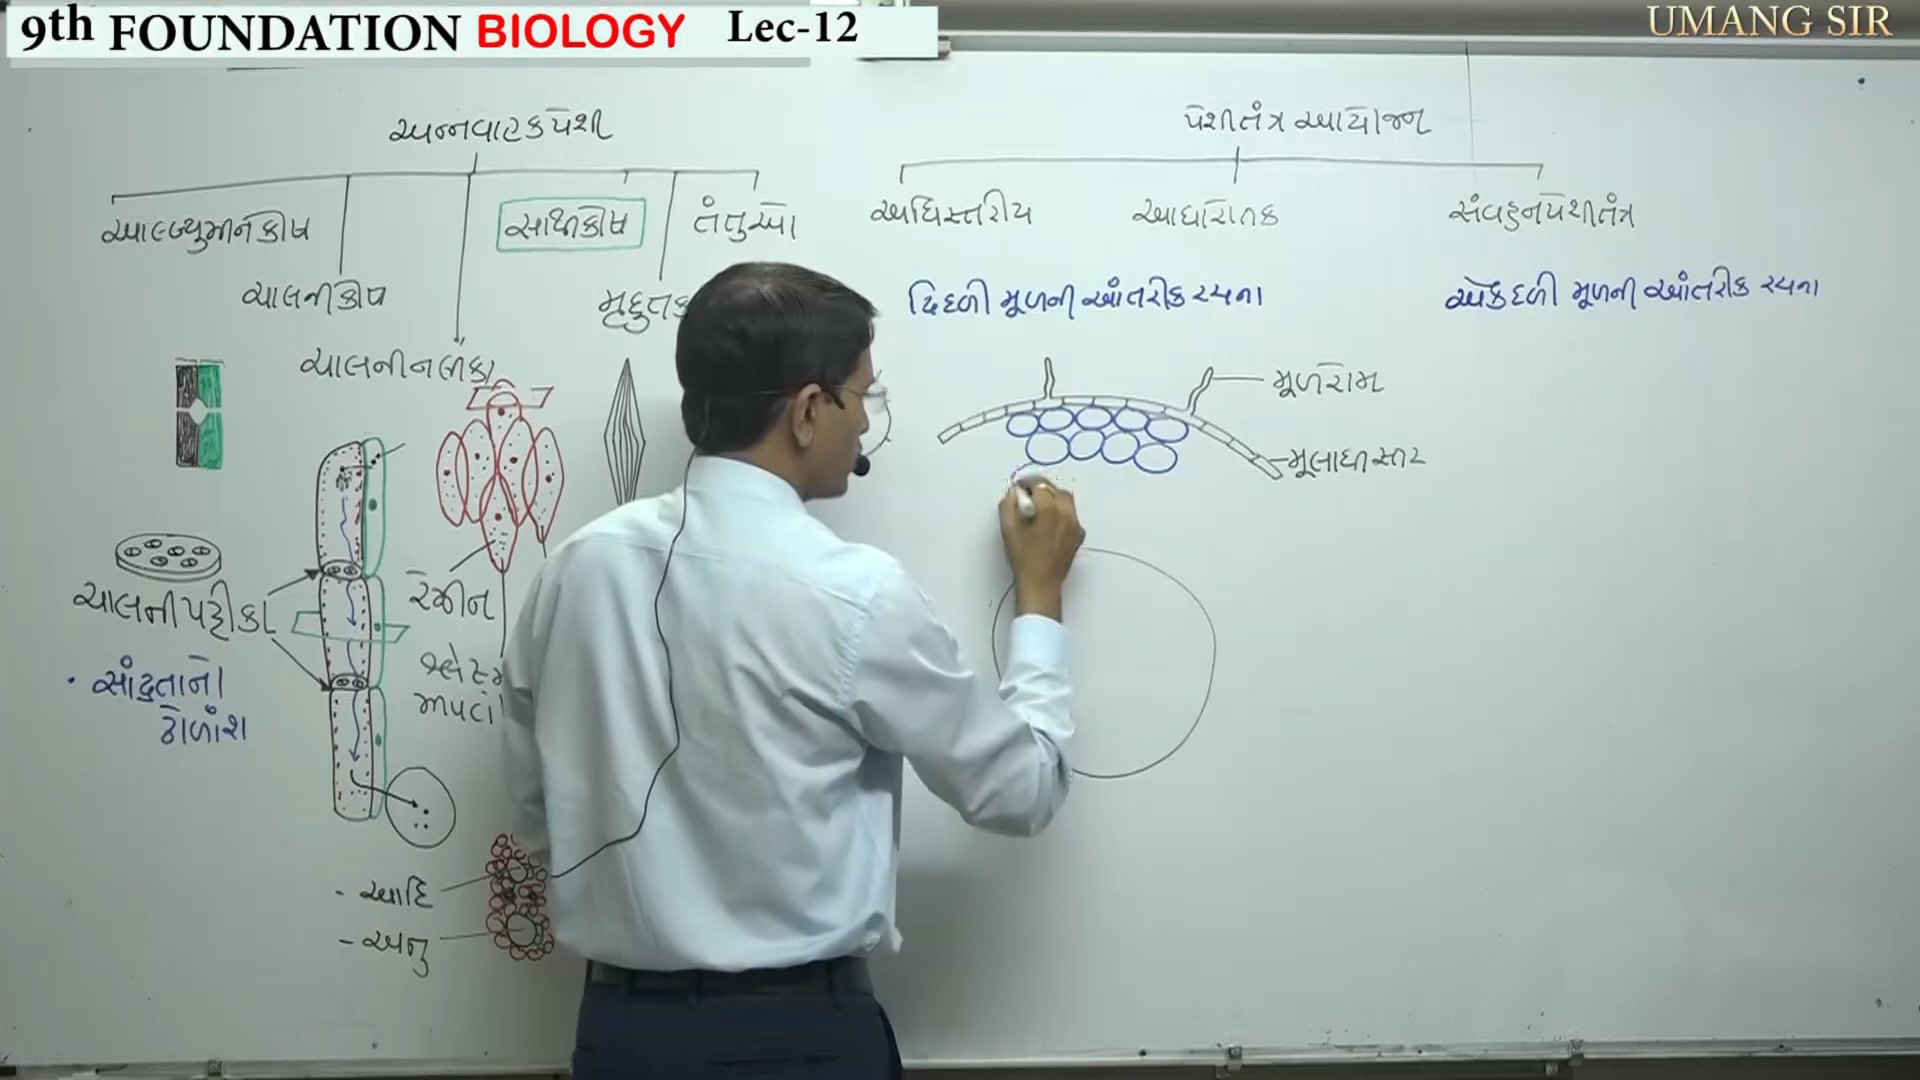 9th FOUNDATION BIOLOGY Lec-12
UMANG SIR
અન્નવાહકપેશી
આલ્બ્યુમીનકોષ
ચાલનીકોષ
ચાલનીનલીકા
સાથીકોષ
મૃદુતક
તંતુઓ
ચાલનીપટ્ટીકા
• સાંદ્રતાનો
ઢોળાંશ
રેઝીન
- આદિ
- અનુ
પેશીતંત્ર આયોજન
અધિસ્તરીય
આધારોતક
સંવહનપેશીતંત્ર
દ્વિદળી મૂળની આંતરીક રચના
એકદળી મૂળની આંતરીક રચના
મૂળરોમ
મૂલાધીસ્તર